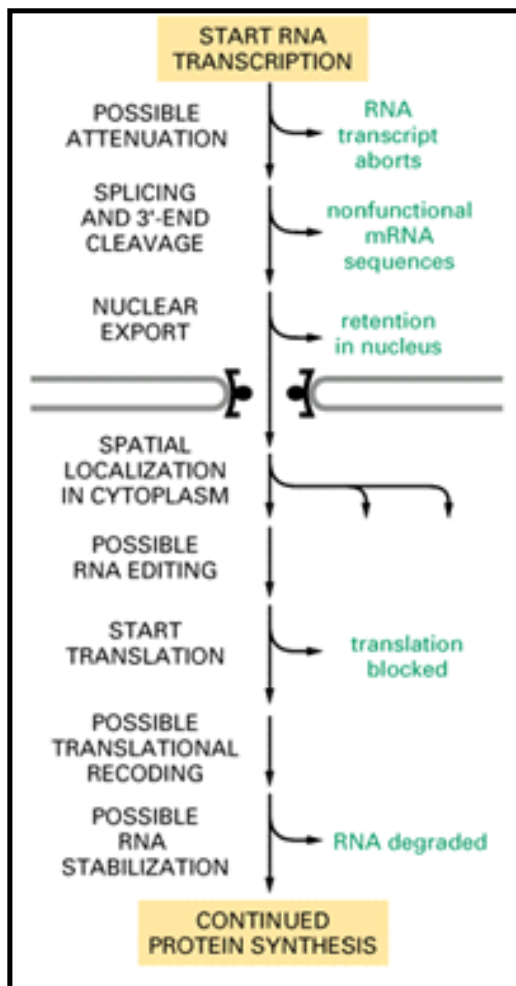 START RNA
TRANSCRIPTION
POSSIBLE
ATTENUATION
RNA
transcript
aborts
SPLICING
AND 3'-END
CLEAVAGE
nonfunctional
mRNA
sequences
NUCLEAR
EXPORT
retention
in nucleus
SPATIAL
LOCALIZATION
IN CYTOPLASM
POSSIBLE
RNA EDITING
START
TRANSLATION
translation
blocked
POSSIBLE
TRANSLATIONAL
RECODING
POSSIBLE
RNA
STABILIZATION
RNA degraded
CONTINUED
PROTEIN SYNTHESIS